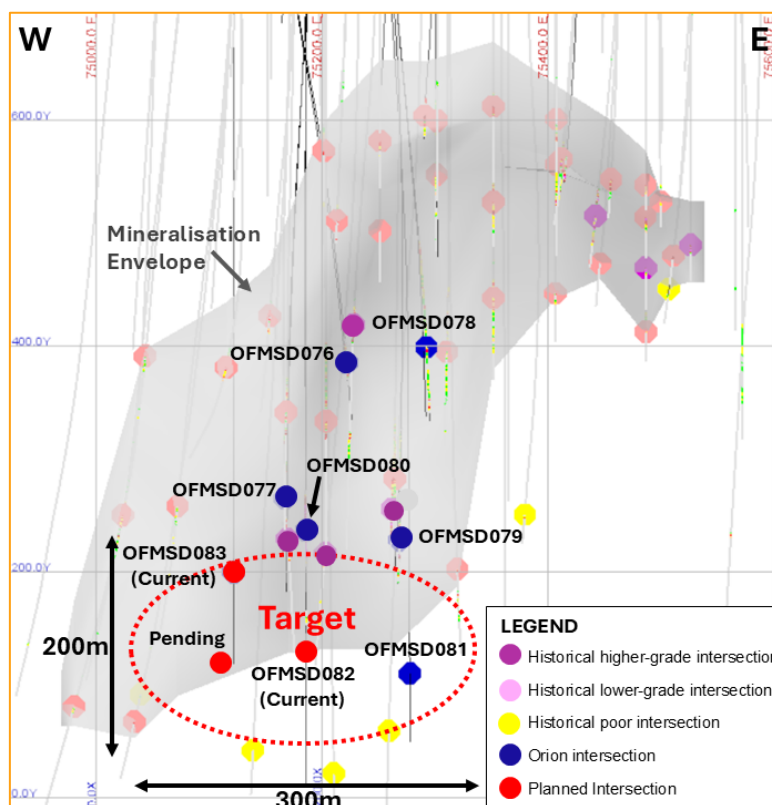 W
E
75000.0 E
75200.0 E
75400.0 E
600.0Y
Mineralisation
Envelope
OFMSD078
400.0Y
OFMSD076
OFMSD080
OFMSD077
OFMSD079
OFMSD083
(Current)
200.0Y
Target
200m
Pending
OFMSD081
OFMSD082
(Current)
LEGEND
Historical higher-grade intersection
Historical lower-grade intersection
Historical poor intersection
Orion intersection
Planned Intersection
0.0Y
300m